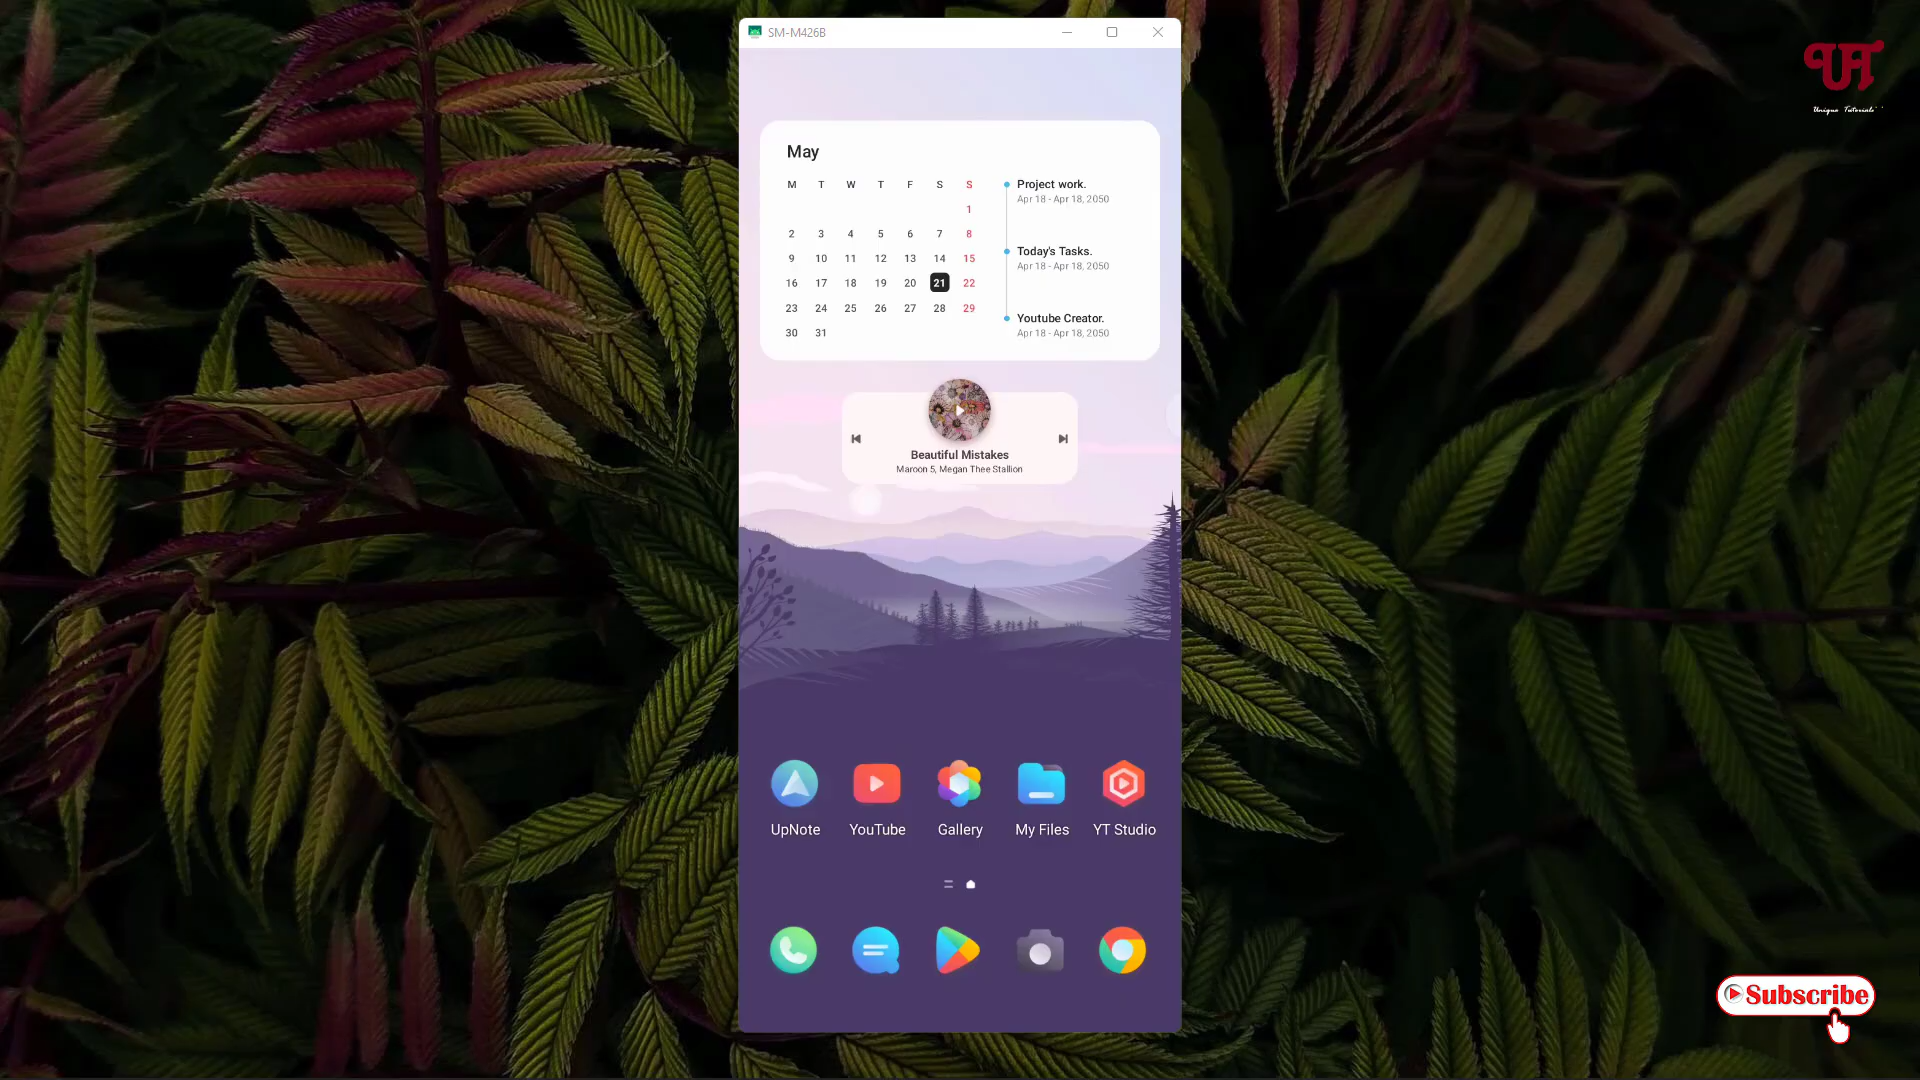 SM-M426B
UT
Unique Tutorials
May
M T W T F S S
1
2 3 4 5 6 7 8
9 10 11 12 13 14 15
16 17 18 19 20 21 22
23 24 25 26 27 28 29
30 31
Project work.
Apr 18 - Apr 18, 2050
Today's Tasks.
Apr 18 - Apr 18, 2050
Youtube Creator.
Apr 18 - Apr 18, 2050
Beautiful Mistakes
Maroon 5, Megan Thee Stallion
UpNote YouTube Gallery My Files YT Studio
Subscribe